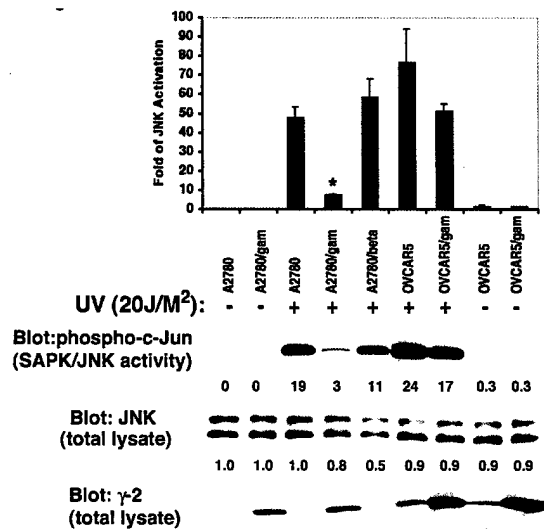 100
90
80
70
60
50
40
30
20
10
0
Fold of JNK Activation
*
A2780
A2780/gam
A2780
A2780/gam
A2780/beta
OVCAR5
OVCAR5/gam
OVCAR5
OVCAR5/gam
UV (20J/M²): - - + + + + + - -
Blot:phospho-c-Jun
(SAPK/JNK activity)
0 0 19 3 11 24 17 0.3 0.3
Blot: JNK
(total lysate)
1.0 1.0 1.0 0.8 0.5 0.9 0.9 0.9 0.9
Blot: γ-2
(total lysate)